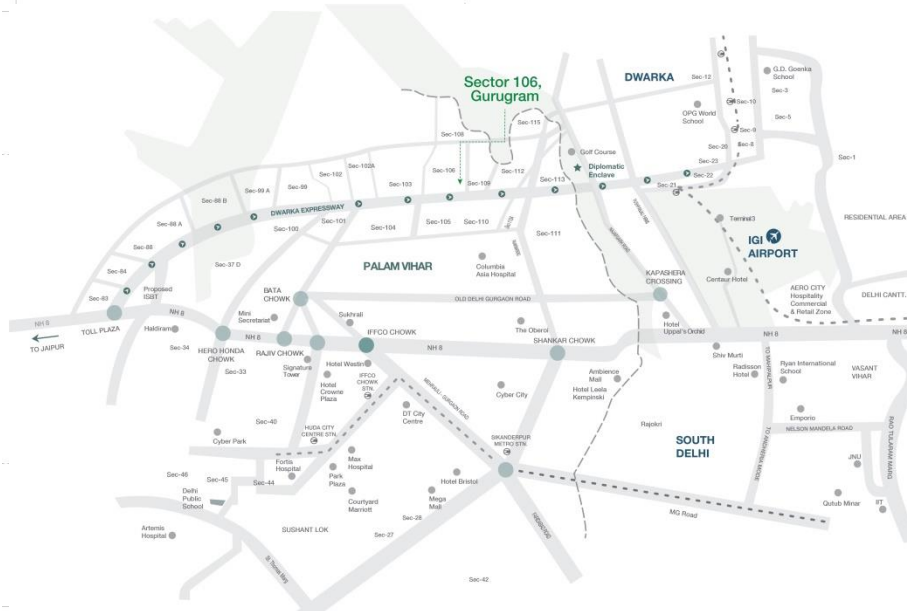 Sector 106,
Gurugram
DWARKA
Sec-12
G.D. Goenka
School
Sec-3
Sec-10
OPG World
School
Sec-5
Sec-115
Sec-108
Sec-9
Sec-20
Sec-8
Golf Course
Sec-1
Sec-23
Sec-22
Sec-21
Diplomatic
Enclave
Sec-102A
Sec-102
Sec-103
Sec-106
Sec-109
Sec-112
Sec-113
Sec-89
Sec-99 A
Sec-88 B
DWARKA EXPRESSWAY
Sec-88 A
Sec-100
Sec-101
Sec-104
Sec-105
Sec-110
Sec-111
Terminal3
RESIDENTIAL AREA
IGI
AIRPORT
Sec-88
Sec-84
Sec-83
Sec-37 D
PALAM VIHAR
Columbia
Asia Hospital
KAPASHERA
CROSSING
Centaur Hotel
AERO CITY
Hospitality
Commercial
& Retail Zone
DELHI CANTT.
Proposed
ISBT
BATA
CHOWK
OLD DELHI GURGAON ROAD
NH 8
TOLL PLAZA
TO JAIPUR
NH 8
Haldiram
Mini
Secretariat
Sukhrali
IFFCO CHOWK
The Oberoi
Hotel
Uppal's Orchid
NH 8
HERO HONDA
CHOWK
NH 8
RAJIV CHOWK
NH 8
SHANKAR CHOWK
Sec-34
Sec-33
Signature
Tower
Hotel Westin
Hotel
Crowne
Plaza
IFFCO
CHOWK
STN.
MEHRAULI - GURGAON ROAD
Ambience
Mall
Hotel Leela
Kempinski
Shiv Murti
Radisson
Hotel
TO MAHIPALPUR
Ryan International
School
VASANT
VIHAR
Cyber City
DT City
Centre
Emporio
Sec-40
HUDA CITY
CENTRE STN.
Cyber Park
SIKANDERPUR
METRO STN.
Rajokri
SOUTH
DELHI
NELSON MANDELA ROAD
RAO TULARAM MARG
Max
Hospital
Fortis
Hospital
Park
Plaza
JNU
Sec-46
Sec-45
Sec-44
Delhi
Public
School
Hotel Bristol
Courtyard
Marriott
Mega
Mall
Qutub Minar
IIT
MG Road
Sec-28
Sec-27
SUSHANT LOK
Artemis
Hospital
Sec-42